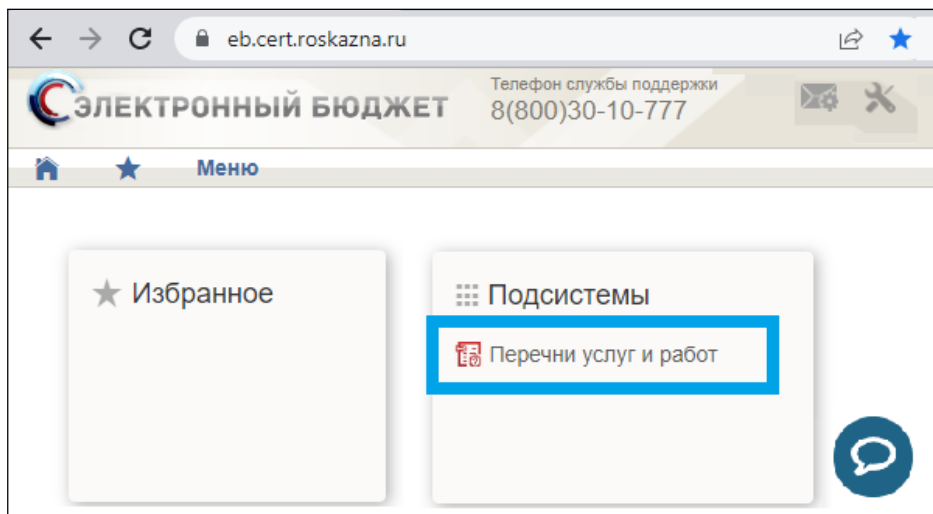 eb.cert.roskazna.ru
ЭЛЕКТРОННЫЙ БЮДЖЕТ
Телефон службы поддержки
8(800)30-10-777
Меню
Избранное
Подсистемы
Перечни услуг и работ